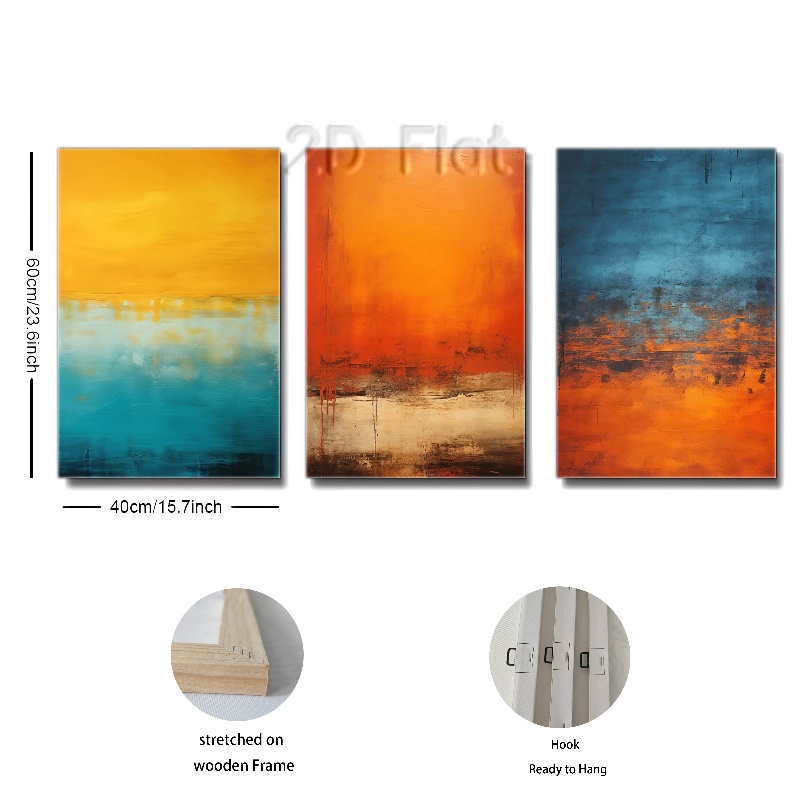 2D Flat
60cm/23.6inch
40cm/15.7inch
stretched on
wooden Frame
Hook
Ready to Hang